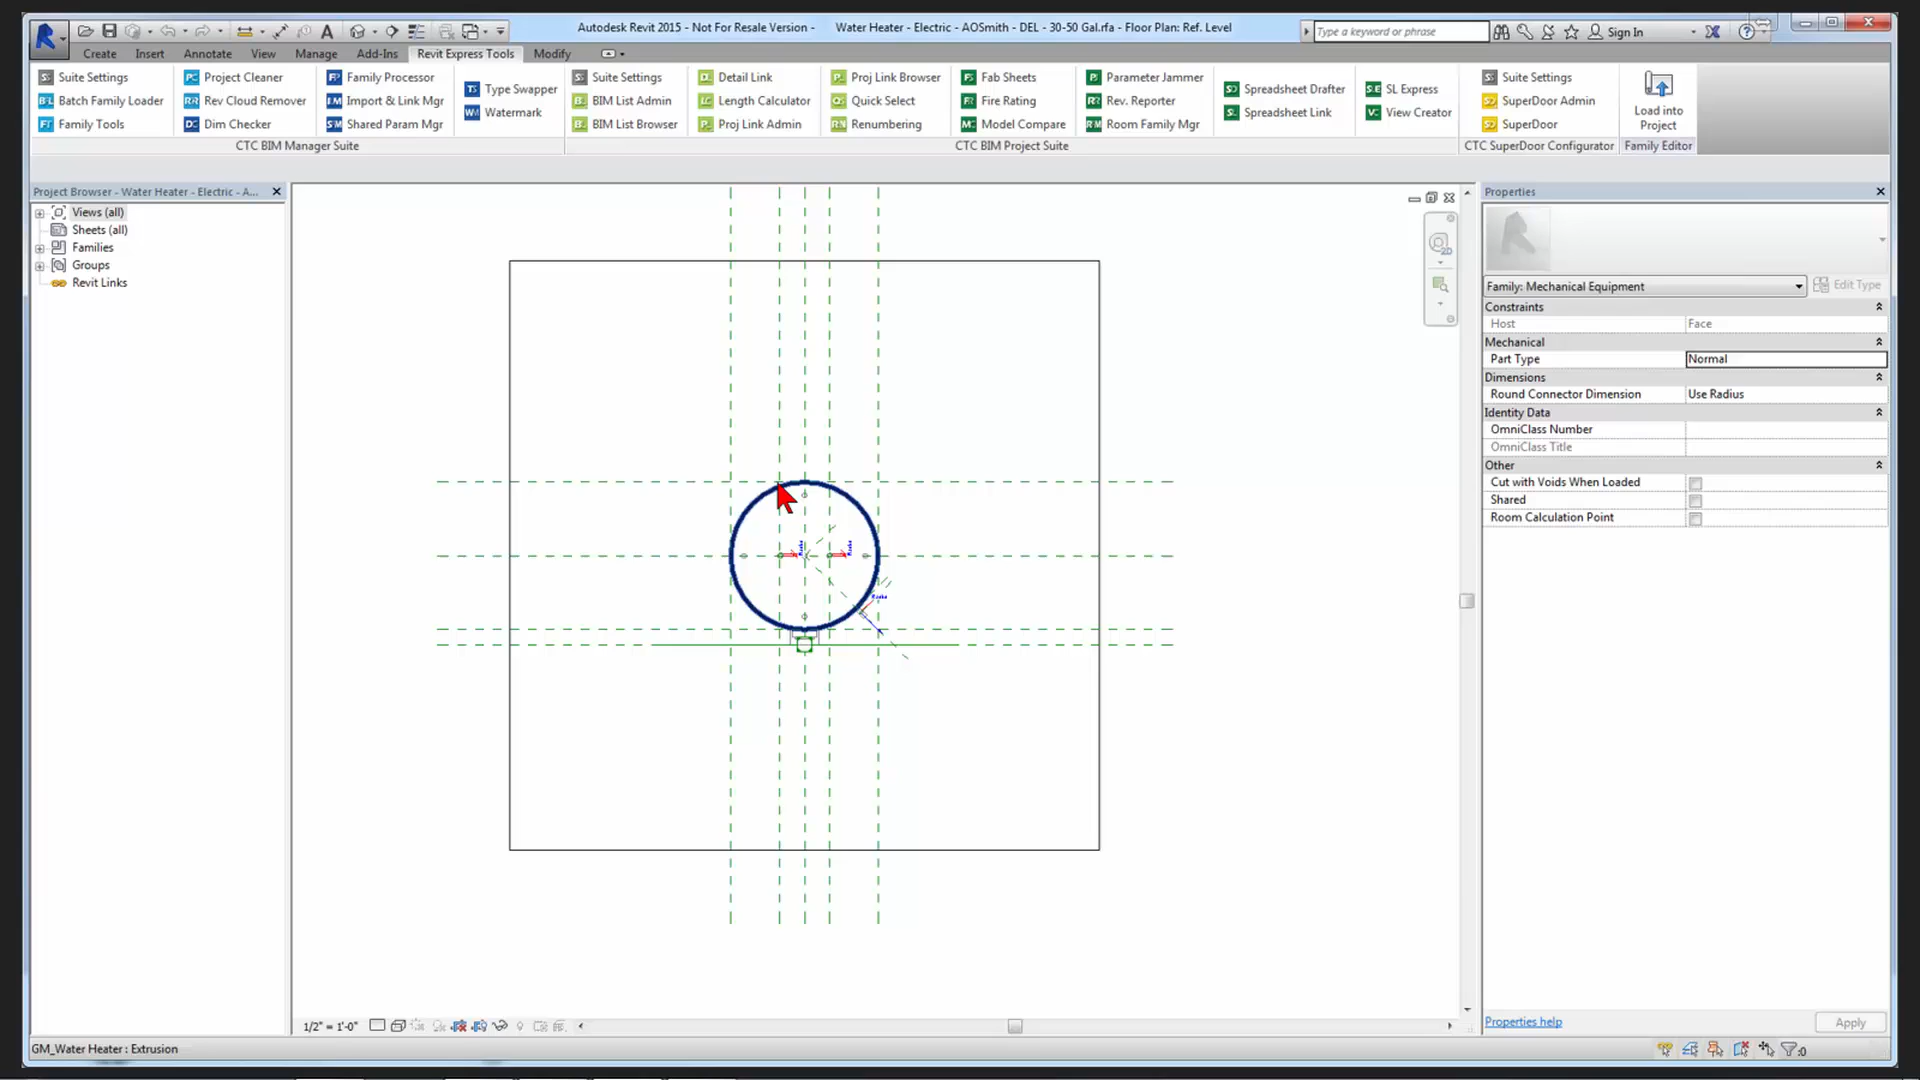 Autodesk Revit 2015 - Not For Resale Version - Water Heater - Electric - AOSmith - DEL - 30-50 Gal.rfa - Floor Plan: Ref. Level
Type a keyword or phrase
Sign In
Create Insert Annotate View Manage Add-Ins Revit Express Tools Modify
Suite Settings Project Cleaner Family Processor Suite Settings Detail Link Proj Link Browser Fab Sheets Parameter Jammer Suite Settings
Type Swapper Spreadsheet Drafter SL Express
Batch Family Loader Rev Cloud Remover Import & Link Mgr BIM List Admin Length Calculator Quick Select Fire Rating Rev. Reporter SuperDoor Admin
Watermark Spreadsheet Link View Creator
Family Tools Dim Checker Shared Param Mgr BIM List Browser Proj Link Admin Renumbering Model Compare Room Family Mgr SuperDoor
Load into
Project
CTC BIM Manager Suite CTC BIM Project Suite CTC SuperDoor Configurator Family Editor
Project Browser - Water Heater - Electric - A...
Views (all)
Sheets (all)
Families
Groups
Revit Links
Properties
Family: Mechanical Equipment Edit Type
Constraints
Host Face
Mechanical
Part Type Normal
Dimensions
Round Connector Dimension Use Radius
Identity Data
OmniClass Number
OmniClass Title
Other
Cut with Voids When Loaded
Shared
Room Calculation Point
Properties help Apply
1/2" = 1'-0"
GM_Water Heater : Extrusion
:0